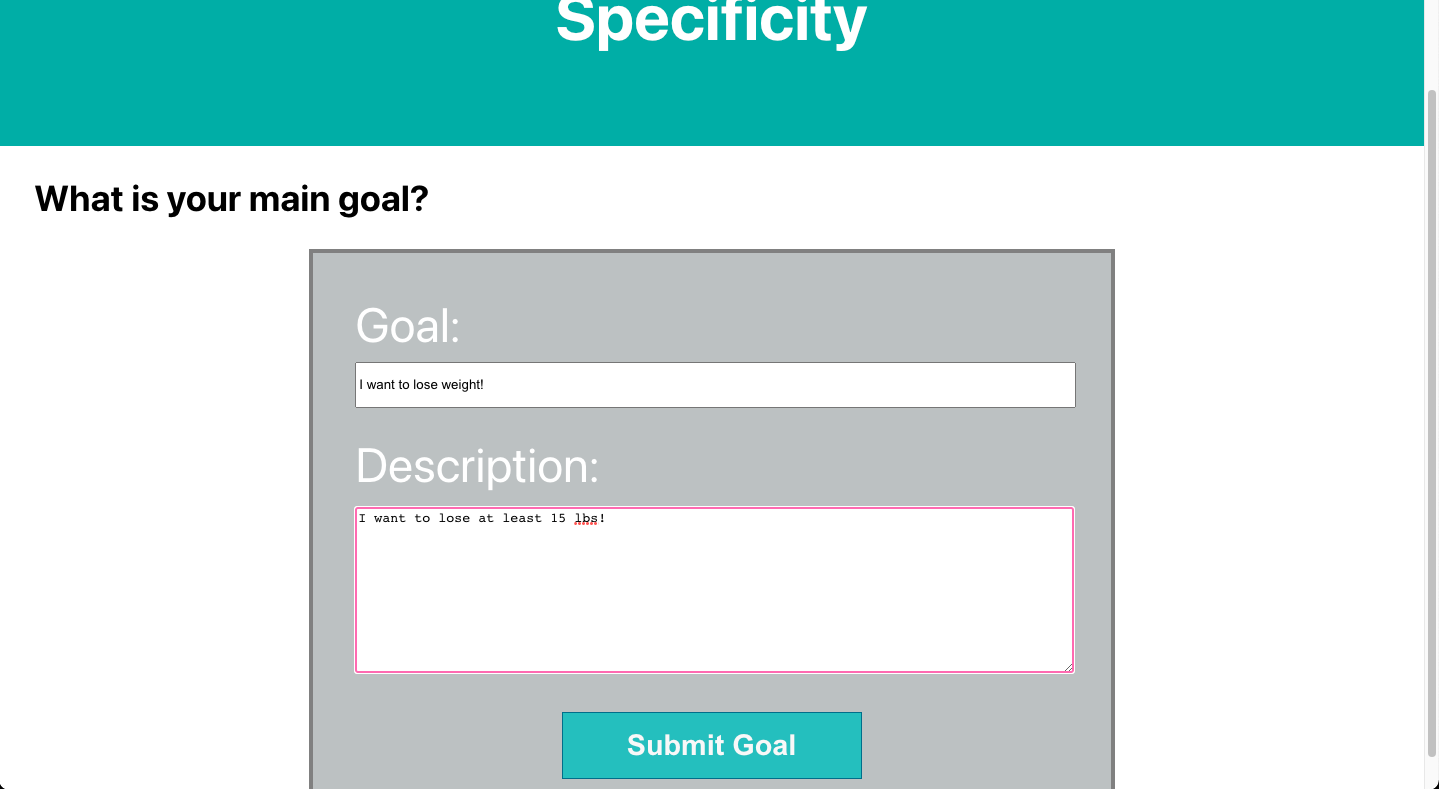 Specificity
What is your main goal?
Goal:
I want to lose weight!
Description:
I want to lose at least 15 lbs!
Submit Goal